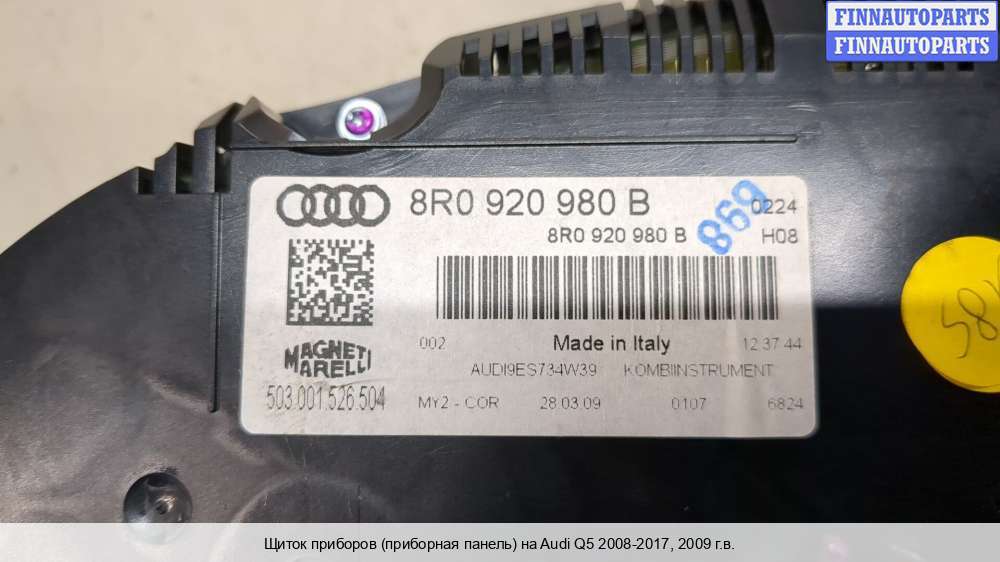 FINNAUTOPARTS
FINNAUTOPARTS
8R0 920 980 B
0224
8R0 920 980 B
H08
869
002
Made in Italy
12 37 44
MAGNETI
MARELLI
AUDI9ES734W39 KOMBIINSTRUMENT
503.001.526.504
MY2 - COR 28.03.09 0107 6824
Щиток приборов (приборная панель) на Audi Q5 2008-2017, 2009 г.в.